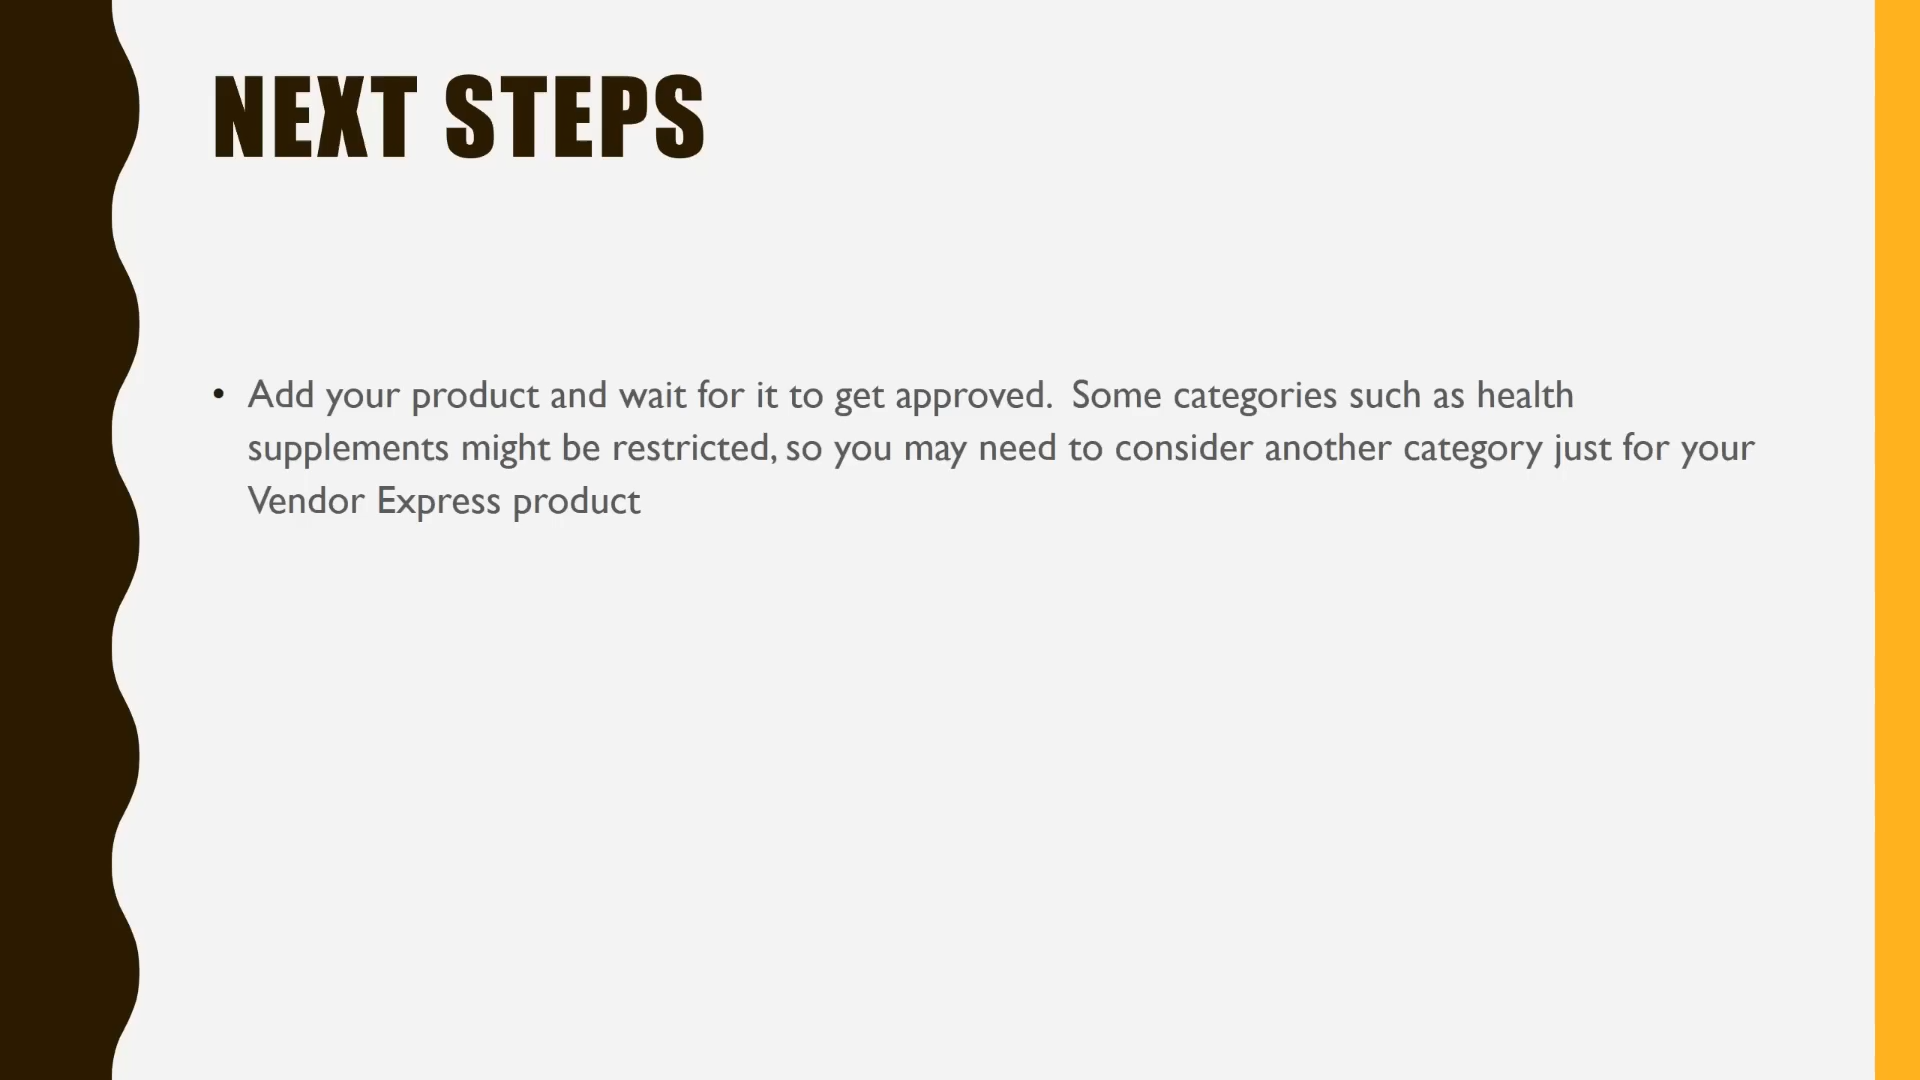 NEXT STEPS
• Add your product and wait for it to get approved.  Some categories such as health
supplements might be restricted, so you may need to consider another category just for your
Vendor Express product